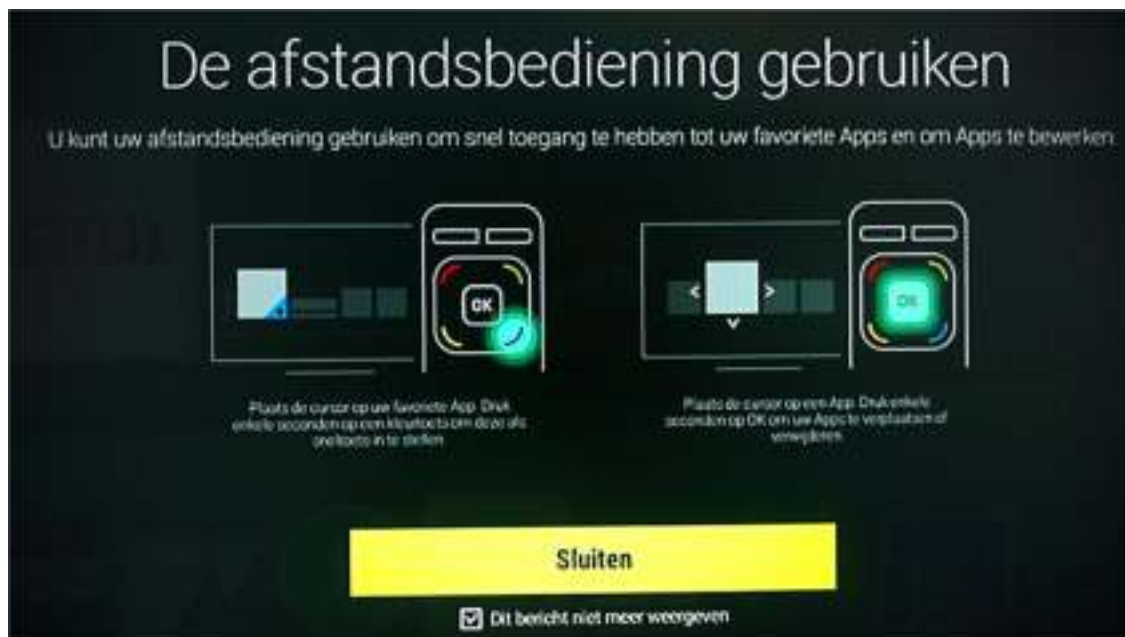 De afstandsbediening gebruiken
U kunt uw afstandsbediening gebruiken om snel toegang te hebben tot uw favoriete Apps en om Apps te bewerken.
OK
OK
Plaats de cursor op uw favoriete App. Druk
enkele seconden op een kleurtoets om deze als
sneltoets in te stellen
Plaats de cursor op een App. Druk enkele
seconden op OK om uw Apps te verplaatsen of
verwijderen.
Sluiten
Dit bericht niet meer weergeven